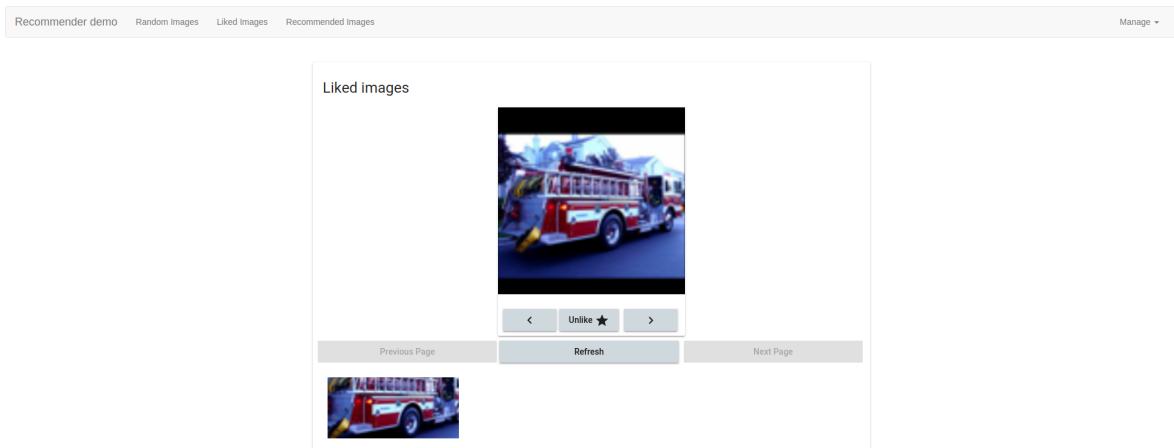 Recommender demo Random Images Liked Images Recommended Images Manage
Liked images
Unlike
Previous Page Refresh Next Page